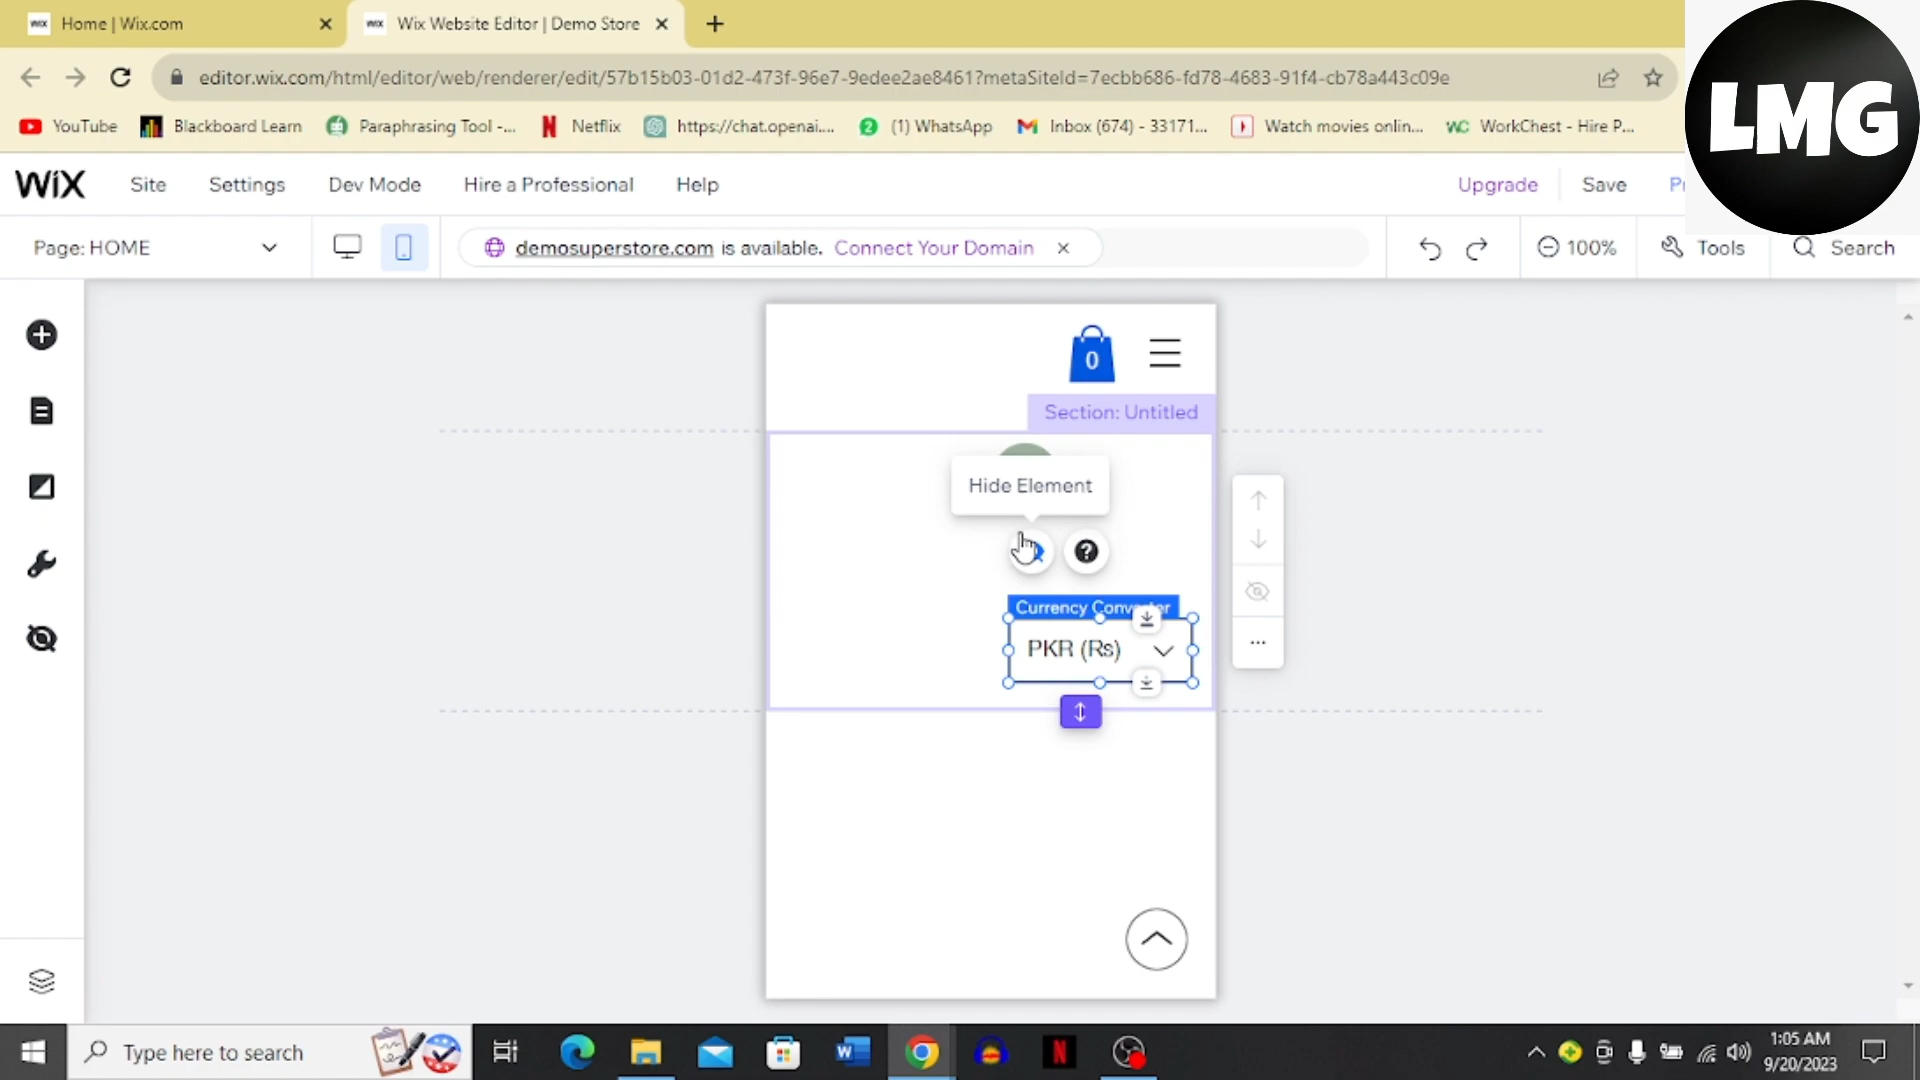 Home | Wix.com
Wix Website Editor | Demo Store
editor.wix.com/html/editor/web/renderer/edit/57b15b03-01d2-473f-96e7-9edee2ae8461?metaSiteId=7ecbb686-fd78-4683-91f4-cb78a443c09e
YouTube
Blackboard Learn
Paraphrasing Tool -...
Netflix
https://chat.openai....
(1) WhatsApp
Inbox (674) - 33171...
Watch movies onlin...
WorkChest - Hire P...
LMG
WiX
Site
Settings
Dev Mode
Hire a Professional
Help
Upgrade
Save
Page: HOME
demosuperstore.com is available. Connect Your Domain
100%
Tools
Search
0
Section: Untitled
Hide Element
?
Currency Converter
PKR (Rs)
Type here to search
1:05 AM
9/20/2023